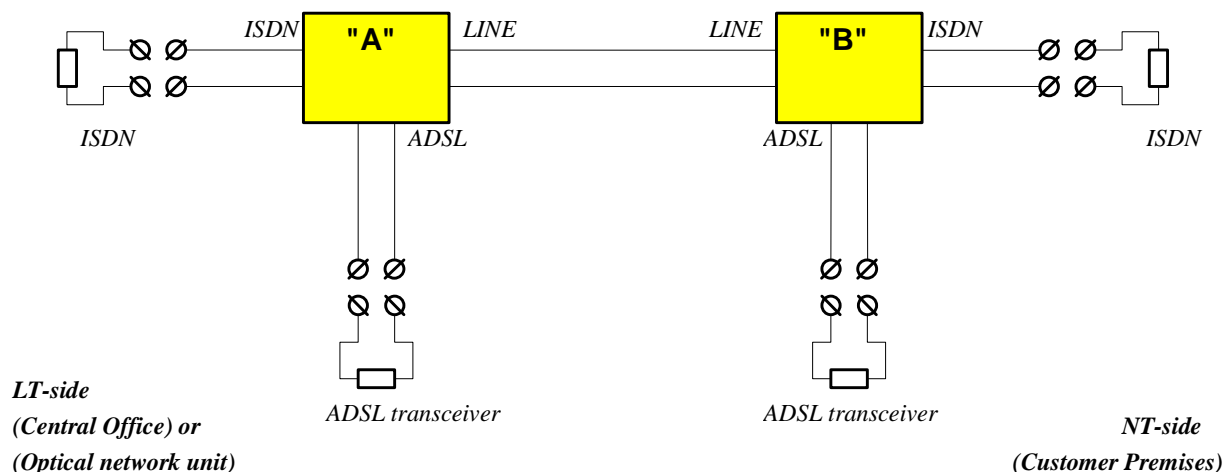 ISDN "A" LINE LINE "B" ISDN
ISDN ADSL ADSL ISDN
ADSL transceiver ADSL transceiver
LT-side
(Central Office) or
(Optical network unit)
NT-side
(Customer Premises)